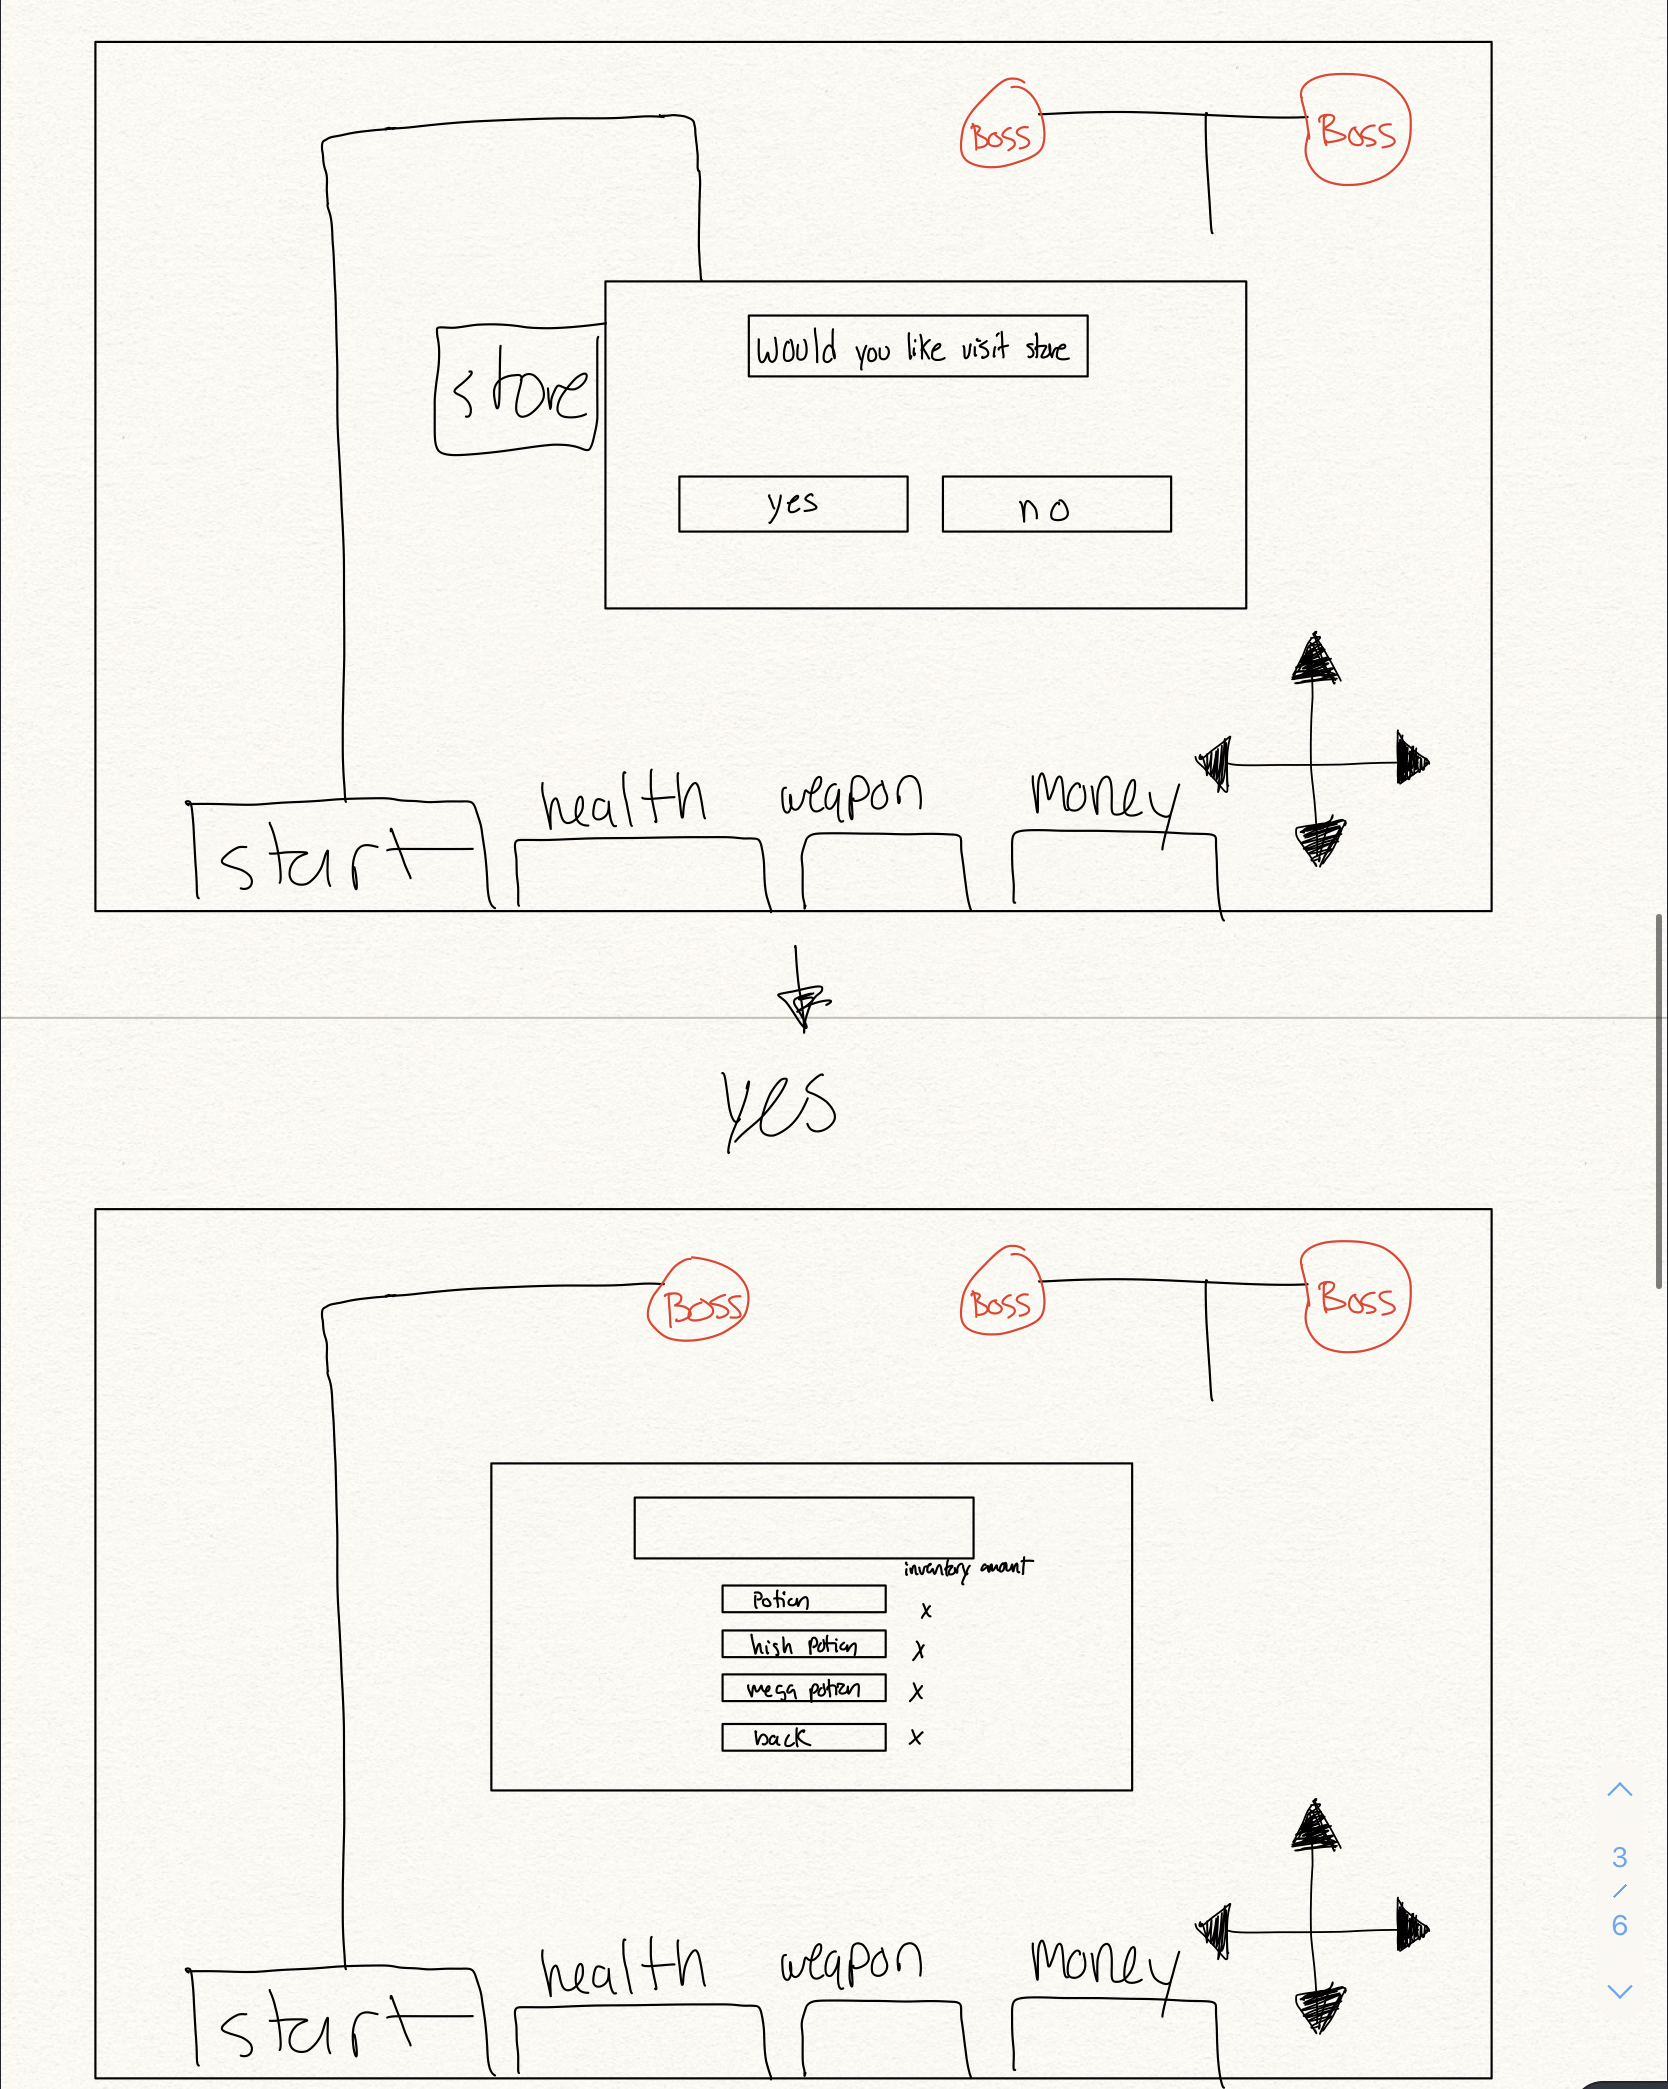 Boss
Boss
Would you like visit store
store
yes
no
health
weapon
money
start
yes
Boss
Boss
Boss
inventory amount
Potion
x
high potion
x
mega potion
x
back
x
health
weapon
money
start
3
/
6